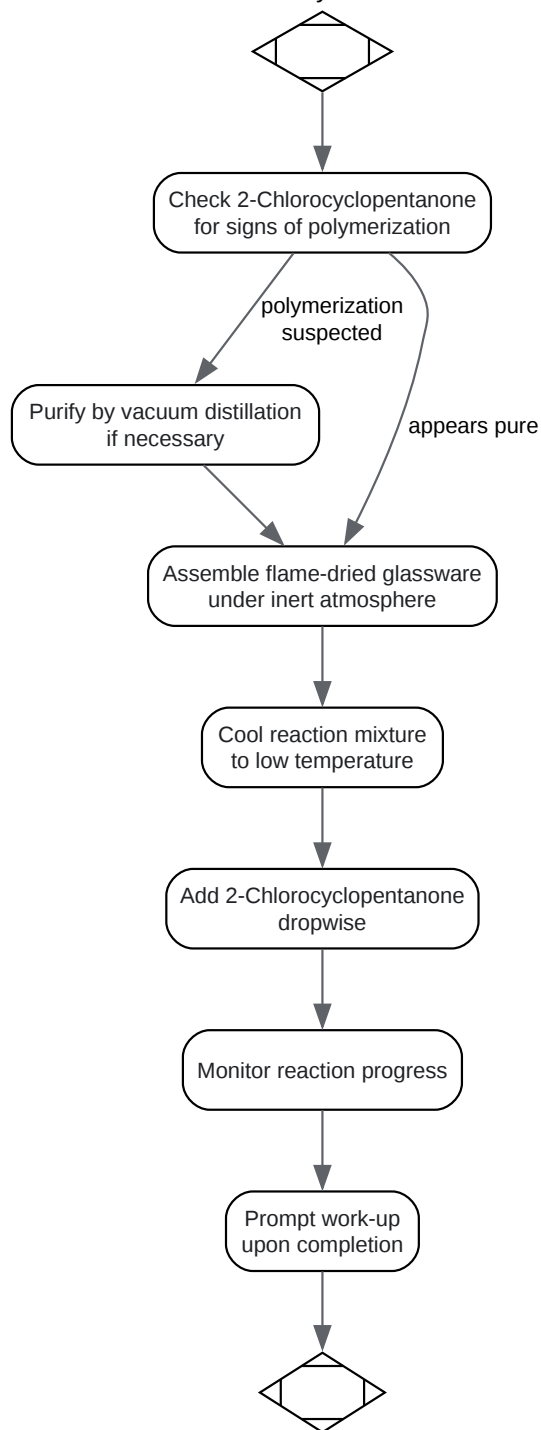 Check 2-Chlorocyclopentanone
for signs of polymerization
polymerization
suspected
Purify by vacuum distillation
if necessary
appears pure
Assemble flame-dried glassware
under inert atmosphere
Cool reaction mixture
to low temperature
Add 2-Chlorocyclopentanone
dropwise
Monitor reaction progress
Prompt work-up
upon completion